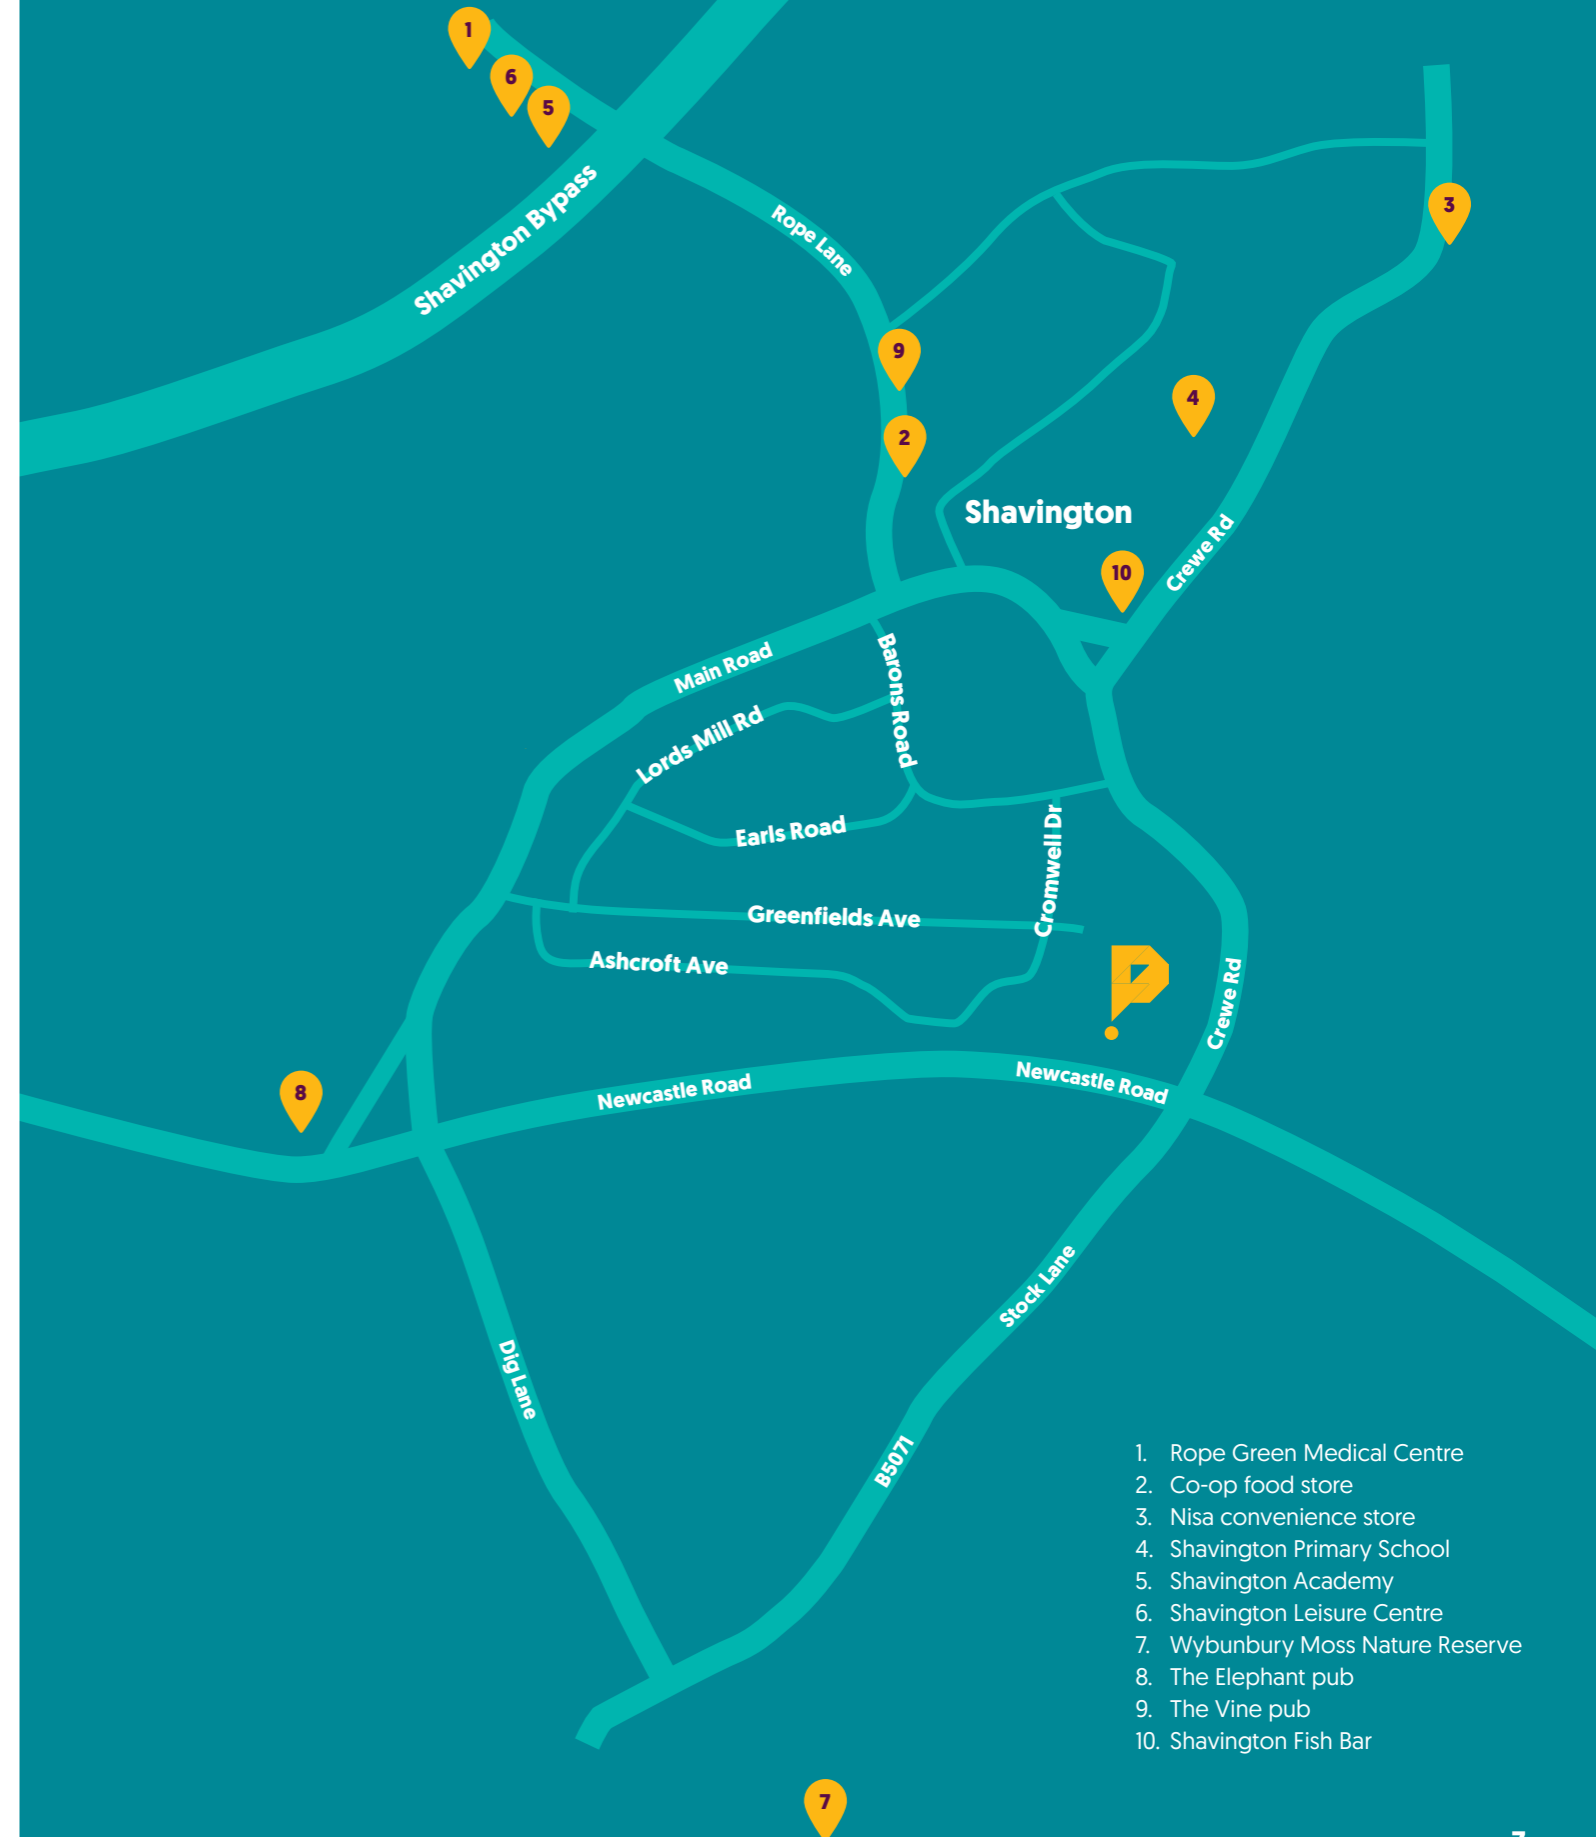 1
6
5
Shavington Bypass
Rope Lane
3
9
4
2
Shavington
Crewe Rd
10
Main Road
Barons Road
Lords Mill Rd
Earls Road
Cromwell Dr
Greenfields Ave
Ashcroft Ave
Crewe Rd
8
Newcastle Road
Newcastle Road
Stock Lane
Dig Lane
B5071
1. Rope Green Medical Centre
2. Co-op food store
3. Nisa convenience store
4. Shavington Primary School
5. Shavington Academy
6. Shavington Leisure Centre
7. Wybunbury Moss Nature Reserve
8. The Elephant pub
9. The Vine pub
10. Shavington Fish Bar
7